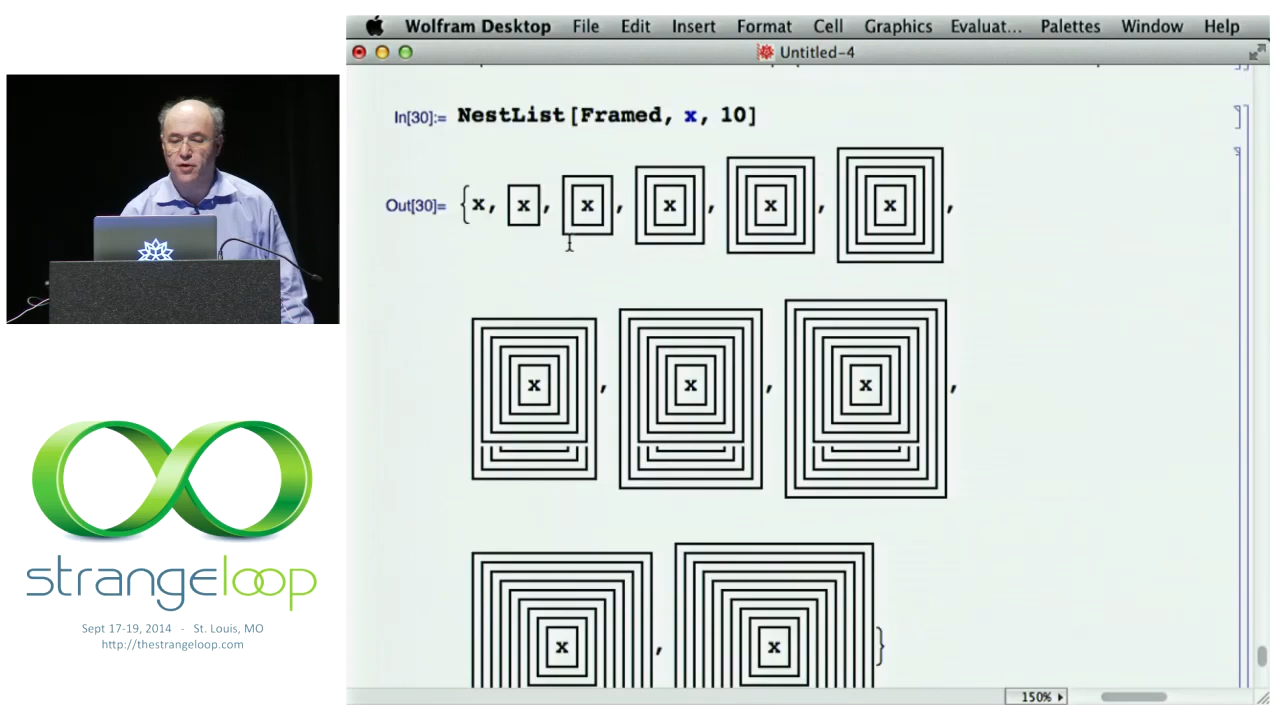 Wolfram Desktop File Edit Insert Format Cell Graphics Evaluat... Palettes Window Help
Untitled-4
In[30]:= NestList[Framed, x, 10]
Out[30]= {x, x, x, x, x, x,
x, x, x,
x, x}
strangeloop
Sept 17-19, 2014 - St. Louis, MO
http://thestrangeloop.com
150%